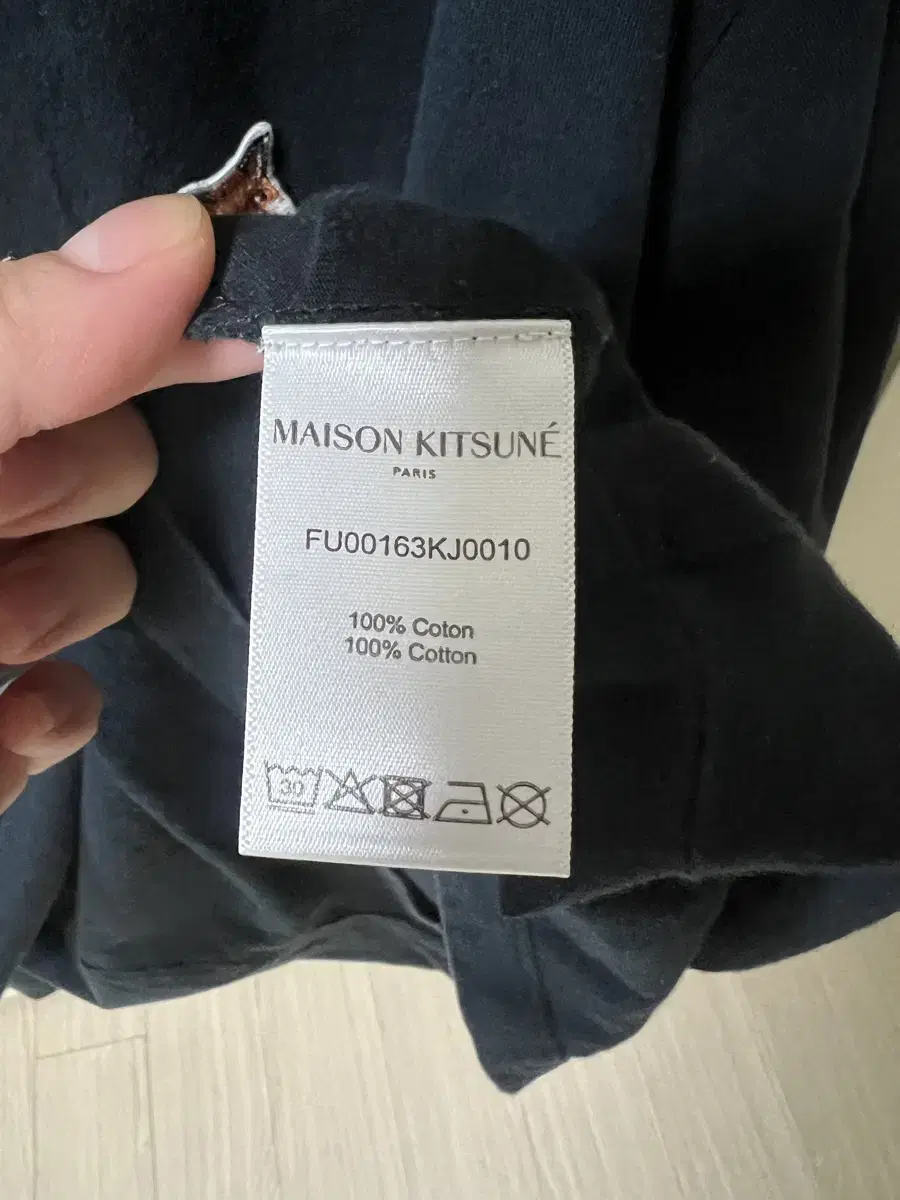 MAISON KITSUNÉ
PARIS
FU00163KJ0010
100% Coton
100% Cotton
30